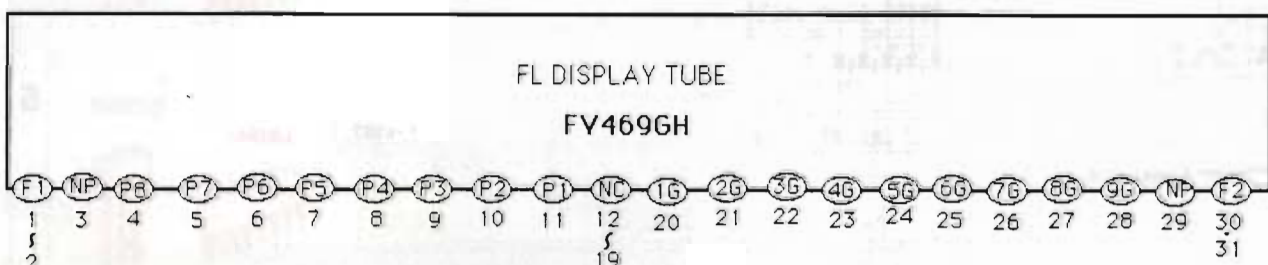 FL DISPLAY TUBE
FV469GH
F1 NP P8 P7 P6 P5 P4 P3 P2 P1 NC 1G 2G 3G 4G 5G 6G 7G 8G 9G NP F2
1 3 4 5 6 7 8 9 10 11 12 20 21 22 23 24 25 26 27 28 29 30
2 19 31